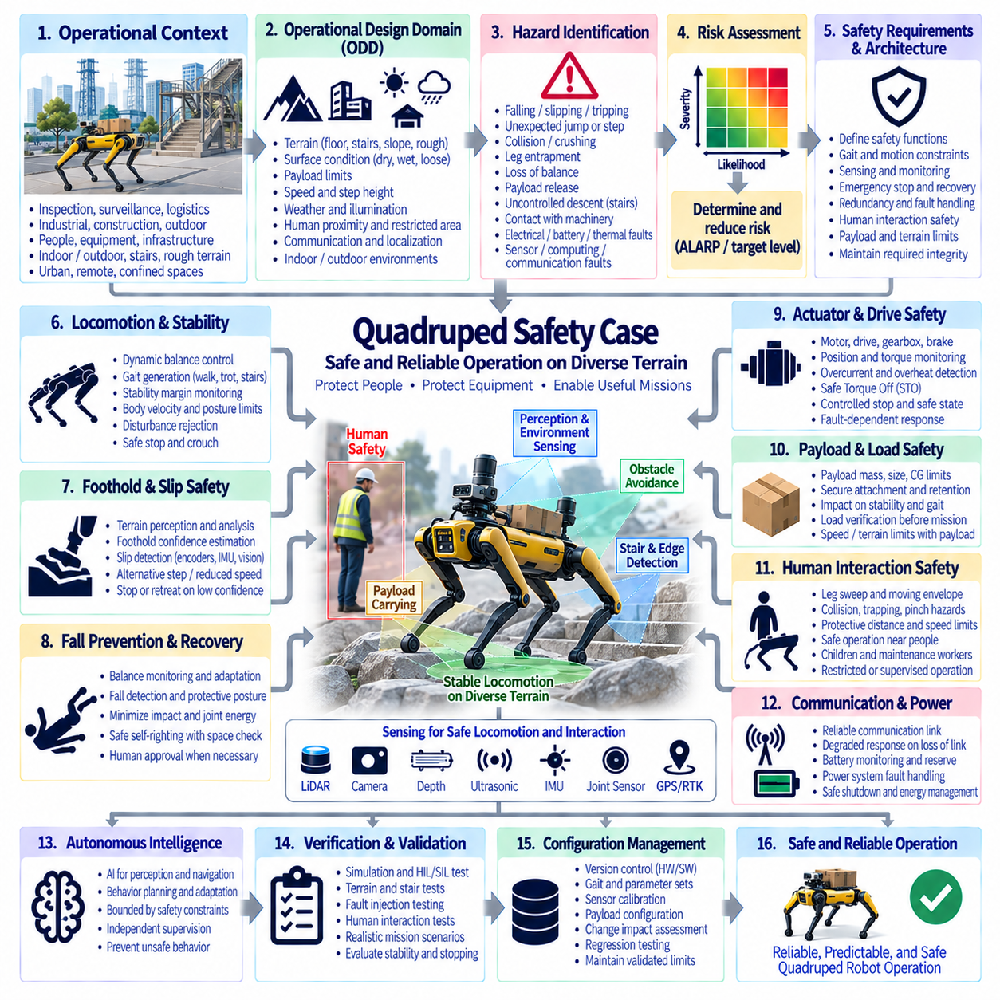 1. Operational Context
Inspection, surveillance, logistics
Industrial, construction, outdoor
People, equipment, infrastructure
Indoor / outdoor, stairs, rough terrain
Urban, remote, confined spaces
2. Operational Design Domain
(ODD)
Terrain (floor, stairs, slope, rough)
Surface condition (dry, wet, loose)
Payload limits
Speed and step height
Weather and illumination
Human proximity and restricted area
Communication and localization
Indoor / outdoor environments
3. Hazard Identification
Falling / slipping / tripping
Unexpected jump or step
Collision / crushing
Leg entrapment
Loss of balance
Payload release
Uncontrolled descent (stairs)
Contact with machinery
Electrical / battery / thermal faults
Sensor / computing /
communication faults
4. Risk Assessment
Severity
Likelihood
Determine and
reduce risk
(ALARP / target level)
5. Safety Requirements
& Architecture
Define safety functions
Gait and motion constraints
Sensing and monitoring
Emergency stop and recovery
Redundancy and fault handling
Human interaction safety
Payload and terrain limits
Maintain required integrity
Quadruped Safety Case
Safe and Reliable Operation on Diverse Terrain
Protect People • Protect Equipment • Enable Useful Missions
6. Locomotion & Stability
Dynamic balance control
Gait generation (walk, trot, stairs)
Stability margin monitoring
Body velocity and posture limits
Disturbance rejection
Safe stop and crouch
7. Foothold & Slip Safety
Terrain perception and analysis
Foothold confidence estimation
Slip detection (encoders, IMU, vision)
Alternative step / reduced speed
Stop or retreat on low confidence
8. Fall Prevention & Recovery
Balance monitoring and adaptation
Fall detection and protective posture
Minimize impact and joint energy
Safe self-righting with space check
Human approval when necessary
Human
Safety
Perception &
Environment
Sensing
Obstacle
Avoidance
Stair & Edge
Detection
Payload
Carrying
Stable Locomotion
on Diverse Terrain
Sensing for Safe Locomotion and Interaction
LiDAR
Camera
Depth
Ultrasonic
IMU
Joint Sensor
GPS/RTK
9. Actuator & Drive Safety
Motor, drive, gearbox, brake
Position and torque monitoring
Overcurrent and overheat detection
Safe Torque Off (STO)
Controlled stop and safe state
Fault-dependent response
10. Payload & Load Safety
Payload mass, size, CG limits
Secure attachment and retention
Impact on stability and gait
Load verification before mission
Speed / terrain limits with payload
11. Human Interaction Safety
Leg sweep and moving envelope
Collision, trapping, pinch hazards
Protective distance and speed limits
Safe operation near people
Children and maintenance workers
Restricted or supervised operation
12. Communication & Power
Reliable communication link
Degraded response on loss of link
Battery monitoring and reserve
Power system fault handling
Safe shutdown and energy management
13. Autonomous Intelligence
AI for perception and navigation
Behavior planning and adaptation
Bounded by safety constraints
Independent supervision
Prevent unsafe behavior
14. Verification & Validation
Simulation and HIL/SIL test
Terrain and stair tests
Fault injection testing
Human interaction tests
Realistic mission scenarios
Evaluate stability and stopping
15. Configuration Management
Version control (HW/SW)
Gait and parameter sets
Sensor calibration
Payload configuration
Change impact assessment
Regression testing
Maintain validated limits
16. Safe and Reliable Operation
Reliable, Predictable, and Safe
Quadruped Robot Operation